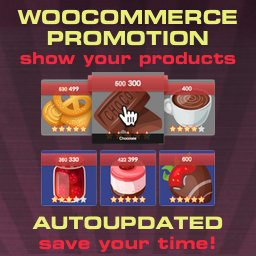 WOOCOMMERCE
PROMOTION
show your products
530 499
500 300
400
Chocolate
360 330
422 399
600
AUTOUPDATED
save your time!